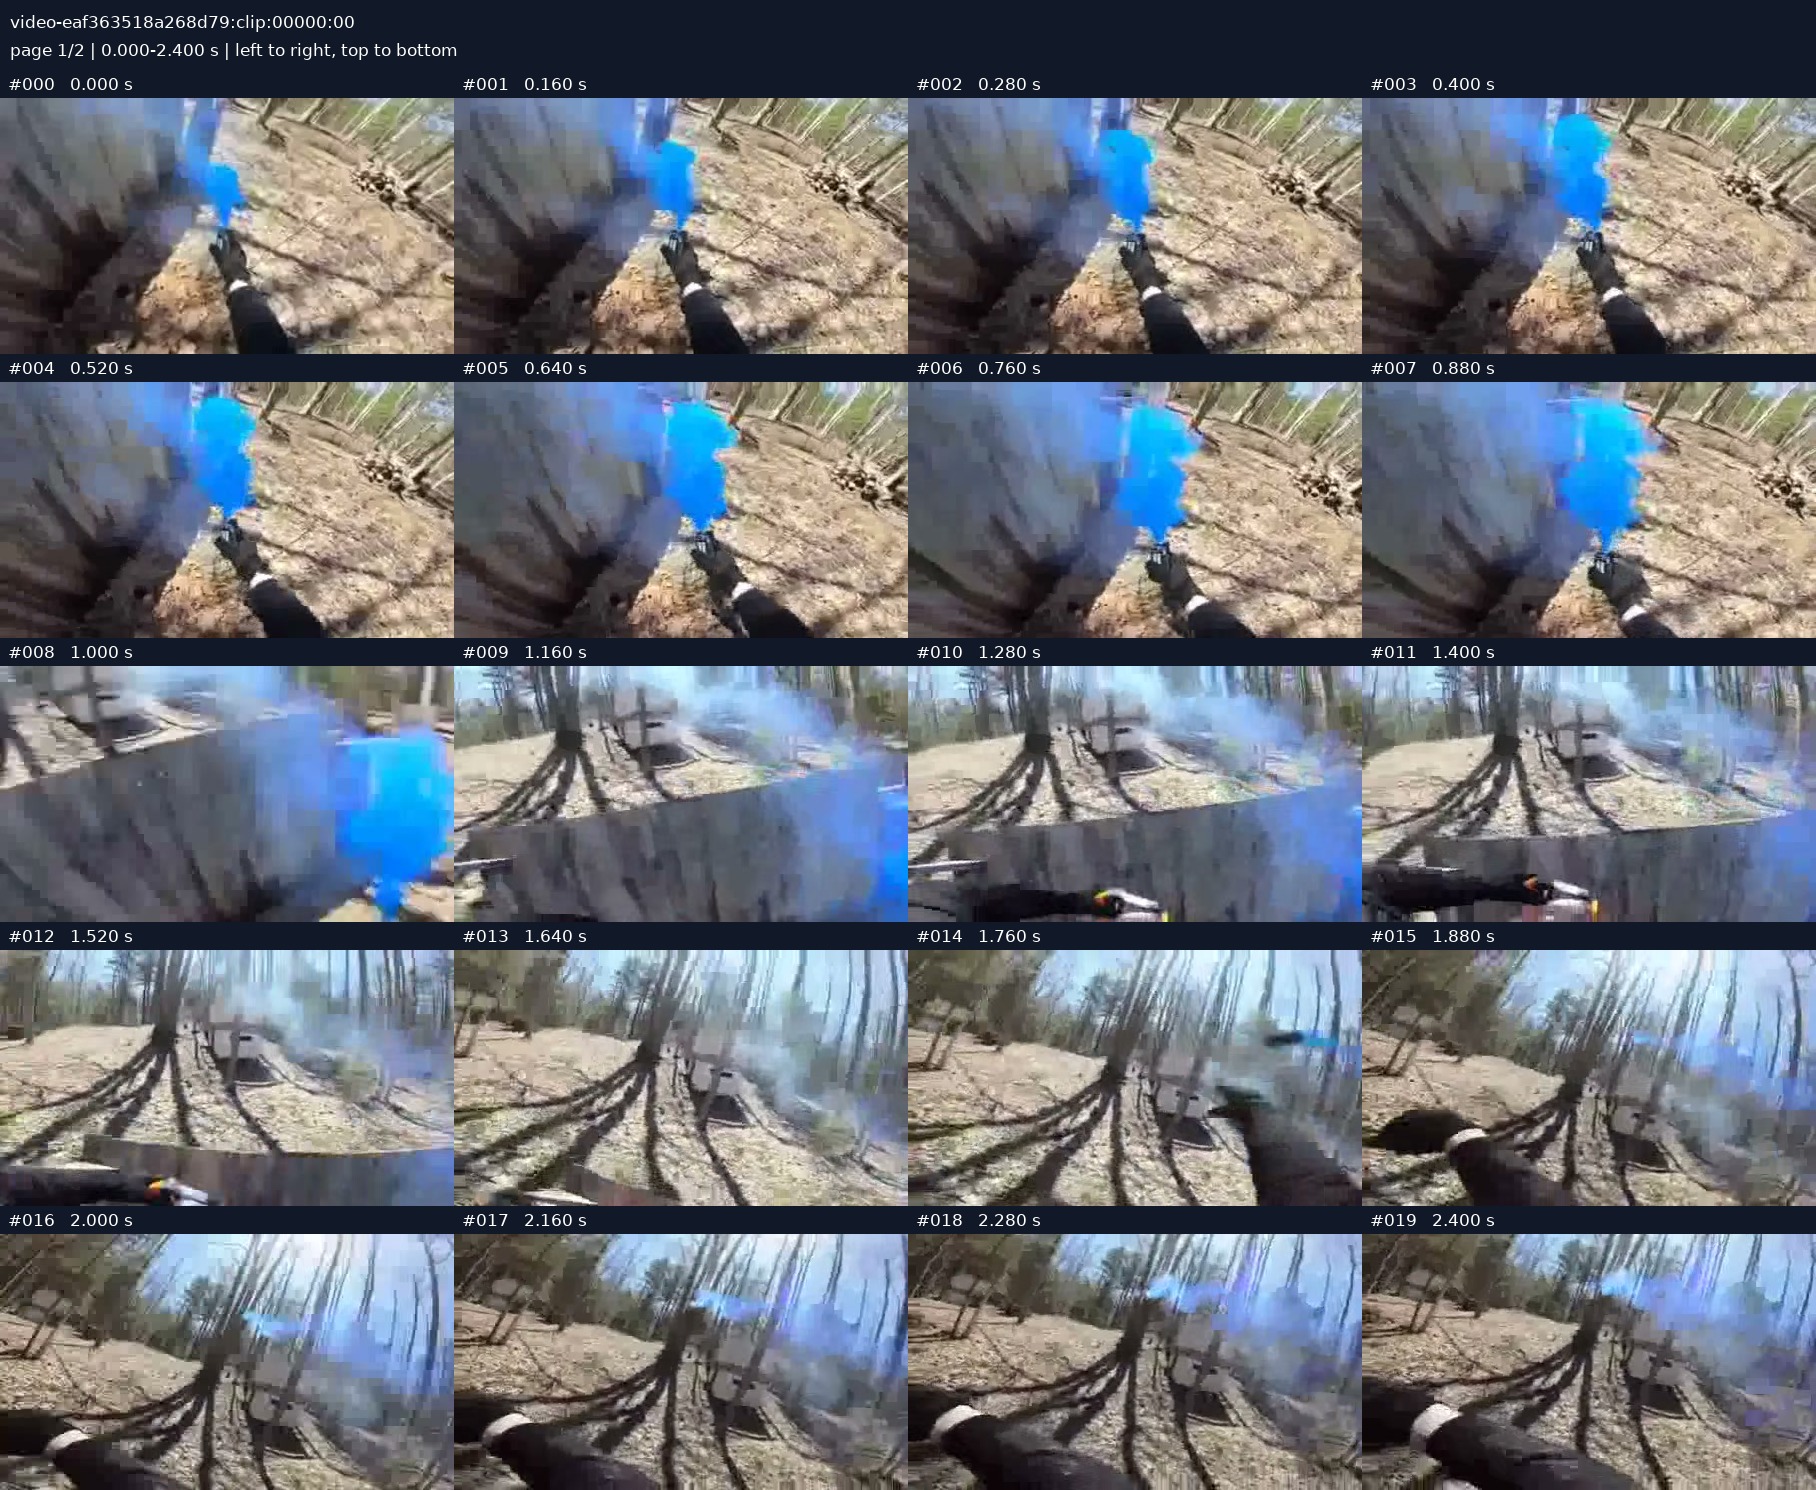 video-eaf363518a268d79:clip:00000:00
page 1/2 | 0.000-2.400 s | left to right, top to bottom
#000 0.000 s
#001 0.160 s
#002 0.280 s
#003 0.400 s
#004 0.520 s
#005 0.640 s
#006 0.760 s
#007 0.880 s
#008 1.000 s
#009 1.160 s
#010 1.280 s
#011 1.400 s
#012 1.520 s
#013 1.640 s
#014 1.760 s
#015 1.880 s
#016 2.000 s
#017 2.160 s
#018 2.280 s
#019 2.400 s